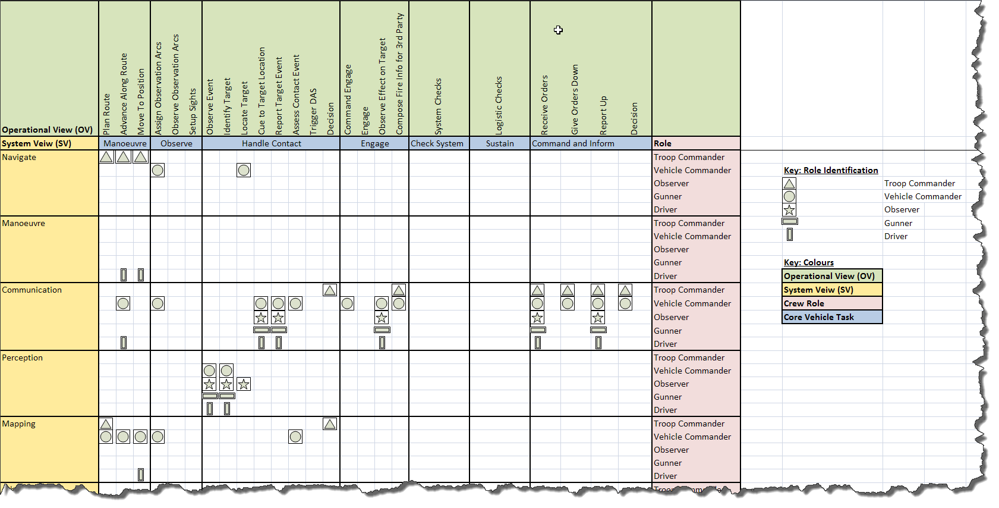 Operational View (OV)
Plan Route
Advance Along Route
Move To Position
Assign Observation Arcs
Observe Observation Arcs
Setup Sights
Observe Event
Identify Target
Locate Target
Cue to Target Location
Report Target Event
Assess Contact Event
Trigger DAS
Decision
Command Engage
Engage
Observe Effect on Target
Compose Fire Info for 3rd Party
System Checks
Logistic Checks
Receive Orders
Give Orders Down
Report Up
Decision
System Veiw (SV) Manoeuvre Observe Handle Contact Engage Check System Sustain Command and Inform Role
Navigate Troop Commander
Vehicle Commander
Observer
Gunner
Driver
Manoeuvre Troop Commander
Vehicle Commander
Observer
Gunner
Driver
Communication Troop Commander
Vehicle Commander
Observer
Gunner
Driver
Perception Troop Commander
Vehicle Commander
Observer
Gunner
Driver
Mapping Troop Commander
Vehicle Commander
Observer
Gunner
Driver
Troop Commander
Key: Role Identification
Troop Commander
Vehicle Commander
Observer
Gunner
Driver
Key: Colours
Operational View (OV)
System Veiw (SV)
Crew Role
Core Vehicle Task